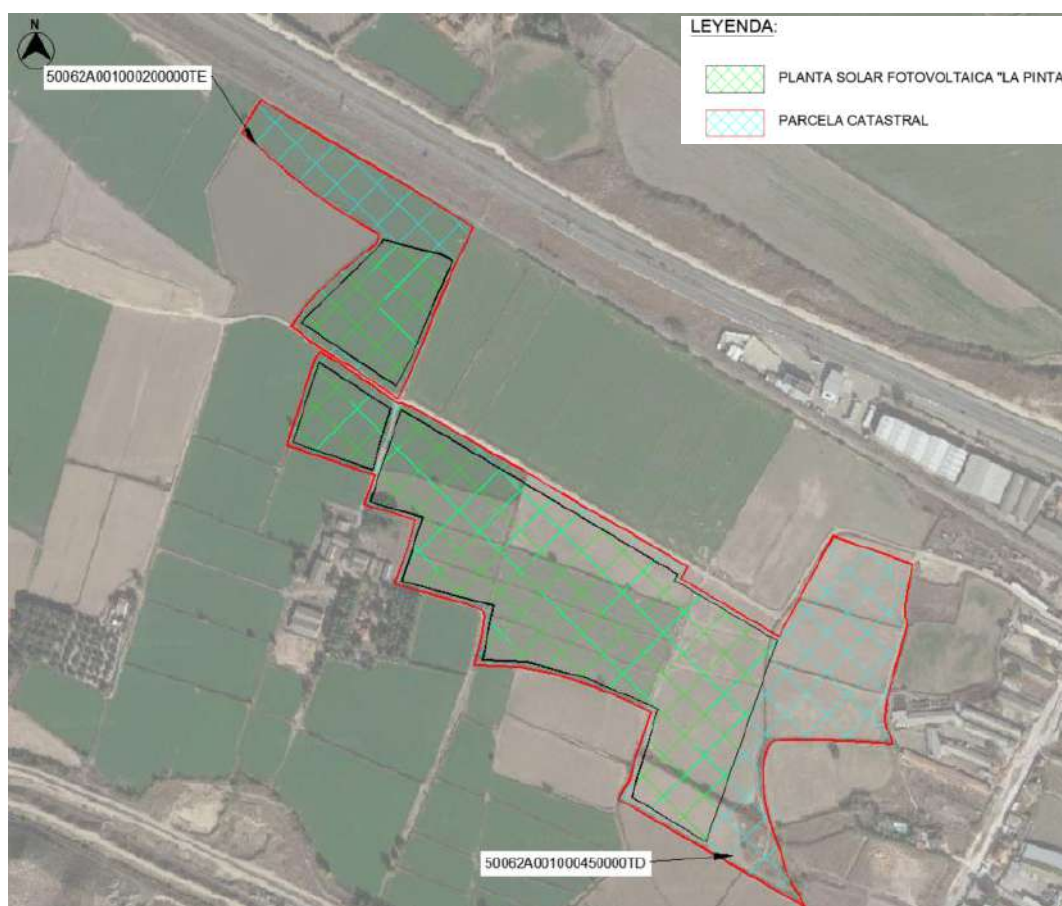 N
LEYENDA:
50062A001000200000TE
PLANTA SOLAR FOTOVOLTAICA "LA PINTA
PARCELA CATASTRAL
50062A001000450000TD